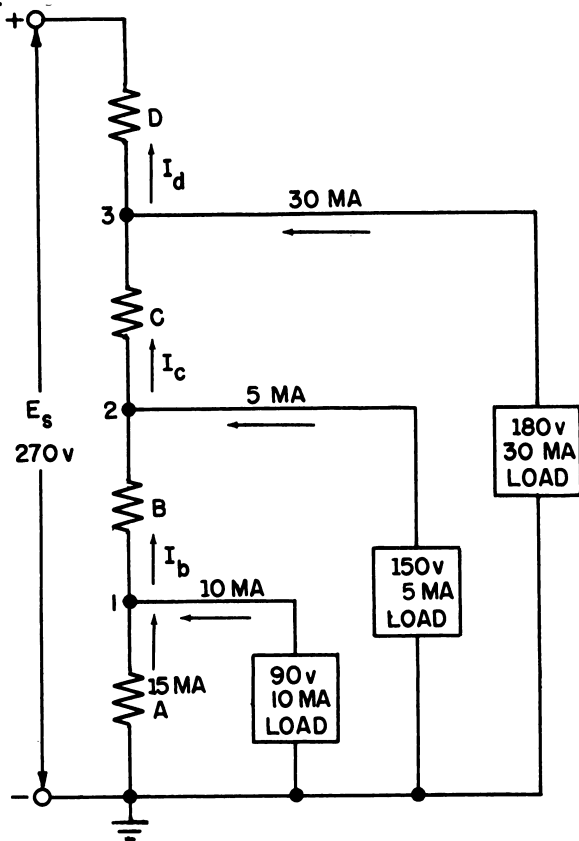 +
D
I_d
3
30 MA
C
I_c
E_s
270 v
2
5 MA
180 v
30 MA
LOAD
B
I_b
150 v
5 MA
LOAD
1
10 MA
15 MA
A
90 v
10 MA
LOAD
-